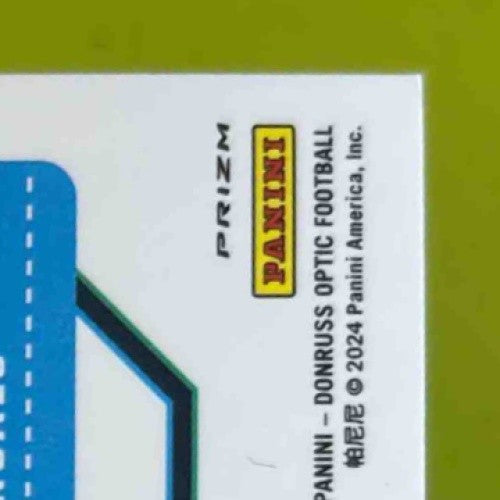 PRIZM
PANINI
PANINI – DONRUSS OPTIC FOOTBALL
帕尼尼 © 2024 Panini America, Inc.